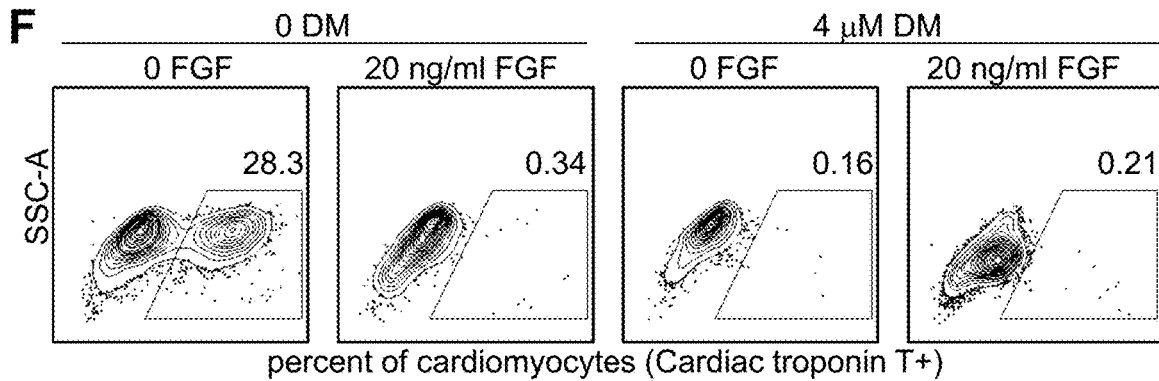 F
0 DM
4 μM DM
0 FGF
20 ng/ml FGF
0 FGF
20 ng/ml FGF
SSC-A
28.3
0.34
0.16
0.21
percent of cardiomyocytes (Cardiac troponin T+)